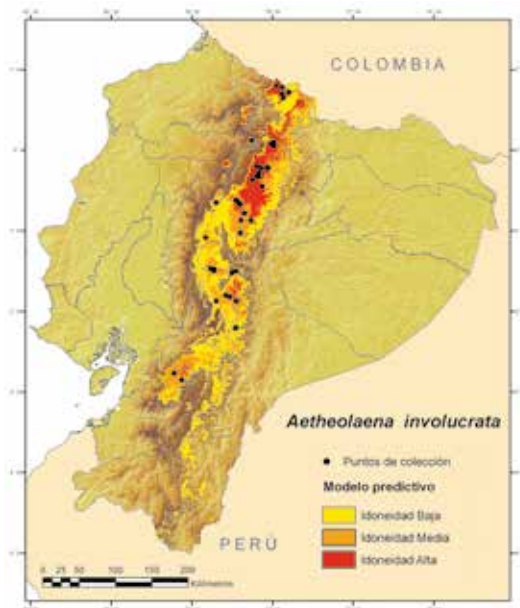 COLOMBIA
Aetheolaena involucrata
Puntos de colección
Modelo predictivo
Idoneidad Baja
Idoneidad Media
Idoneidad Alta
PERÚ
0 25 50 100 150 200
Kilómetros